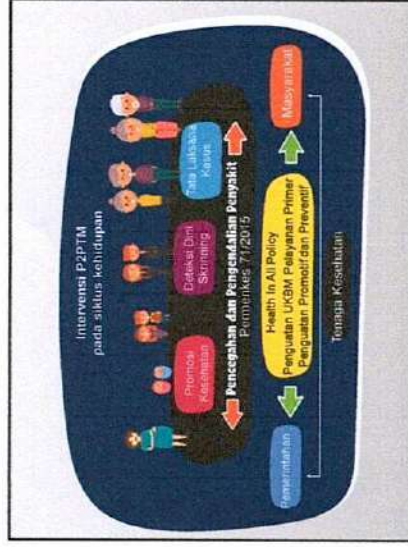 Intervensi P2PTM
pada siklus kehidupan
Promosi
Kesehatan
Deteksi Dini
Skrinning
Tata Laksana
Kasus
Pencegahan dan Pengendalian Penyakit
Permenkes 71/2015
Pemerintahan
Health In All Policy
Penguatan UKBM Pelayanan Primer
Penguatan Promotif dan Preventif
Masyarakat
Tenaga Kesehatan